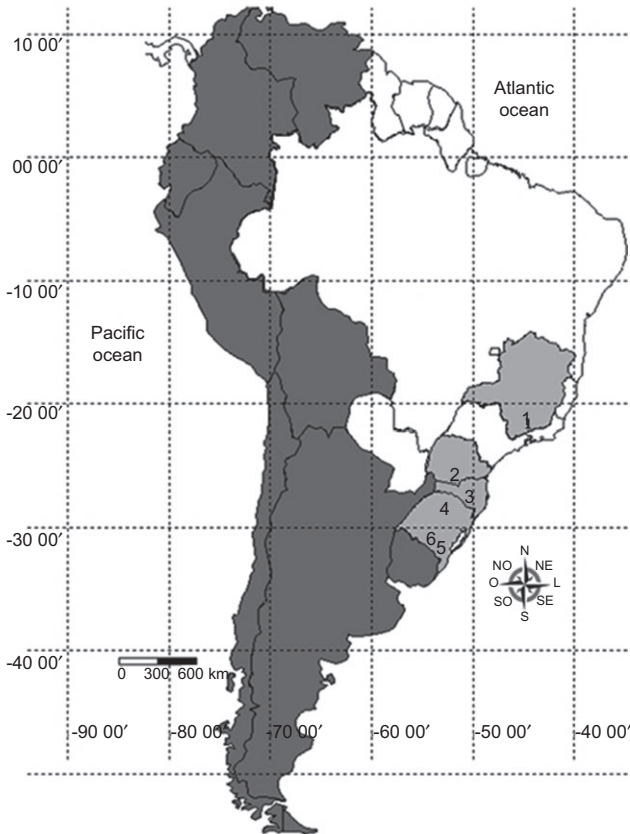 10 00′
Atlantic
ocean
00 00′
-10 00′
Pacific
ocean
-20 00′
1
2
3
4
-30 00′
6
5
N
NO
NE
O
L
SO
SE
S
-40 00′
0 300 600 km
-90 00′ -80 00′ -70 00′ -60 00′ -50 00′ -40 00′